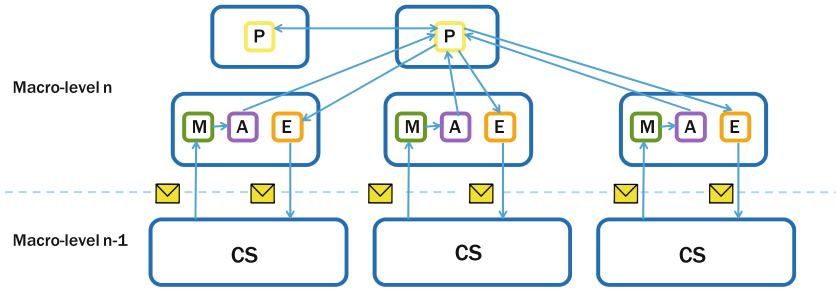 P P
Macro-level n
M A E M A E M A E
Macro-level n-1
CS CS CS